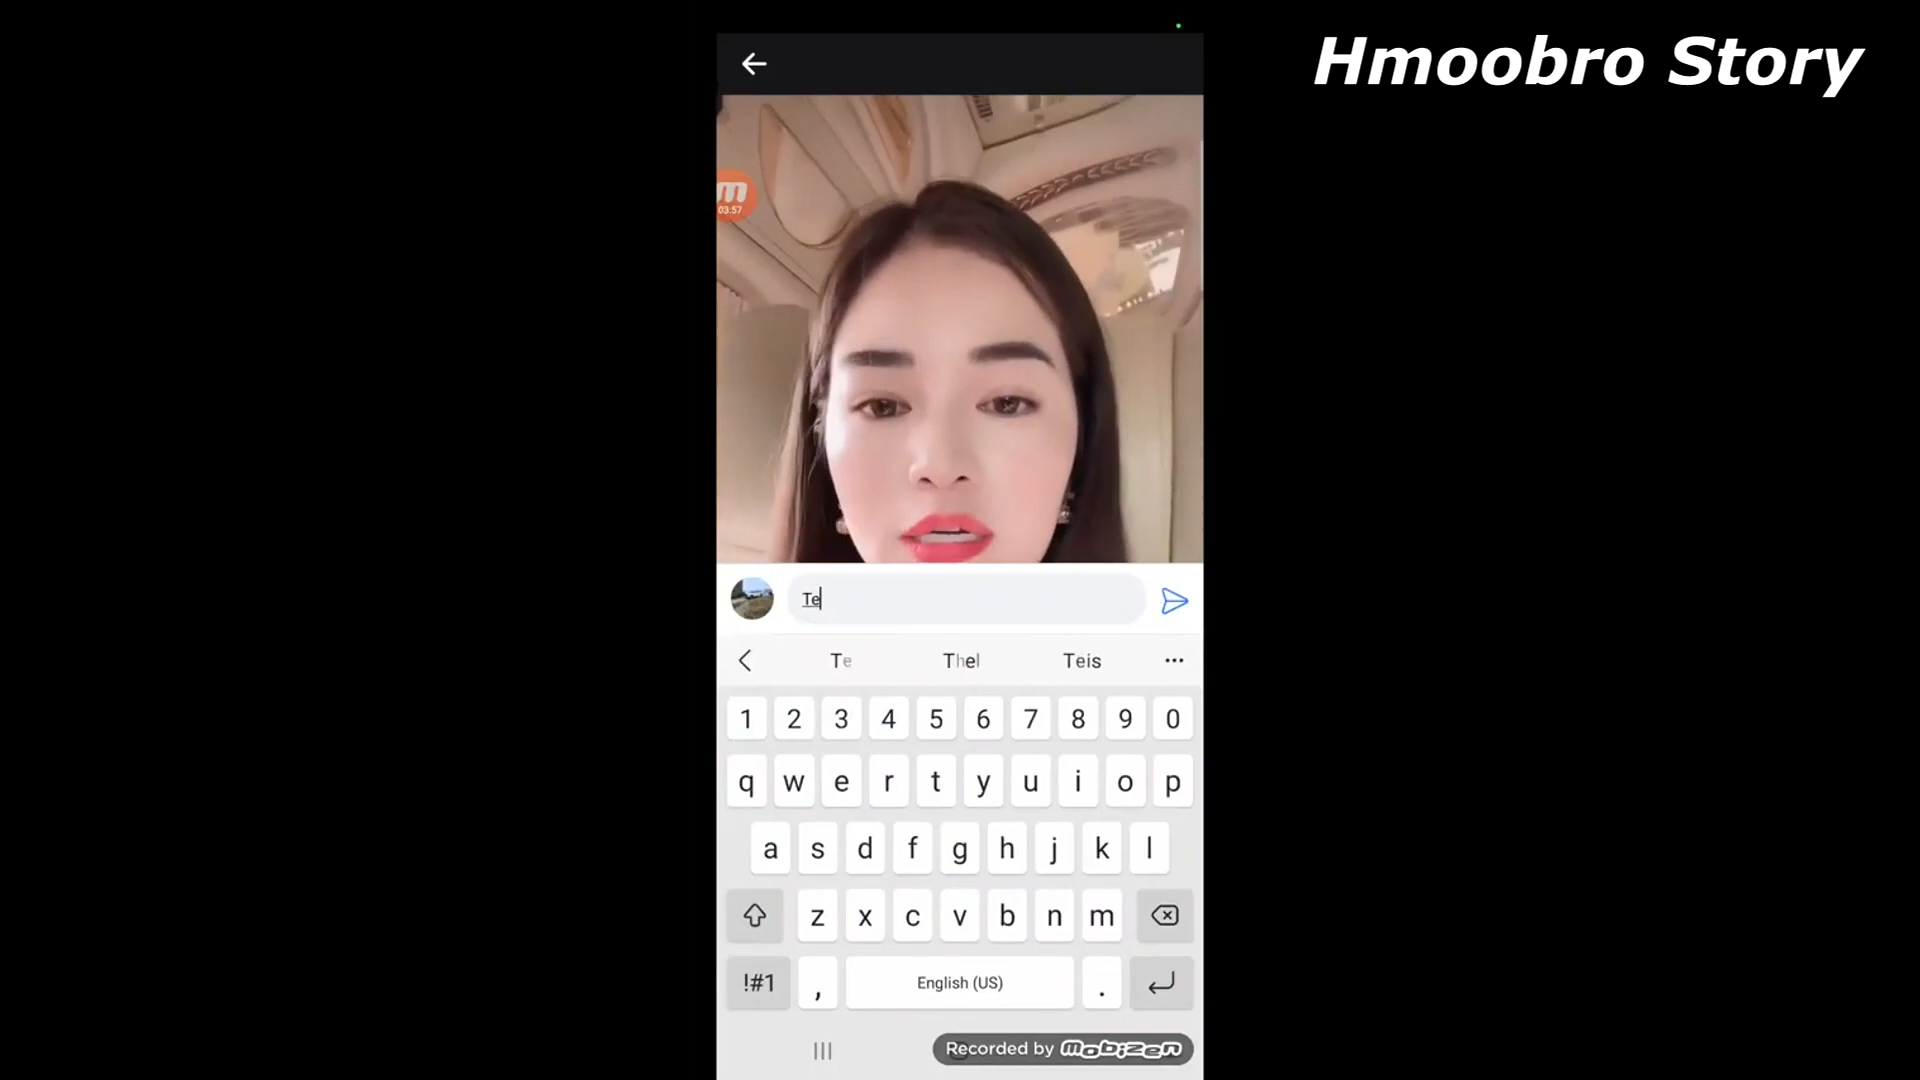 Hmoobro Story
m
03:57
Te
Te Thel Teis
1 2 3 4 5 6 7 8 9 0
q w e r t y u i o p
a s d f g h j k l
z x c v b n m
!#1 , English (US) .
Recorded by mobizen